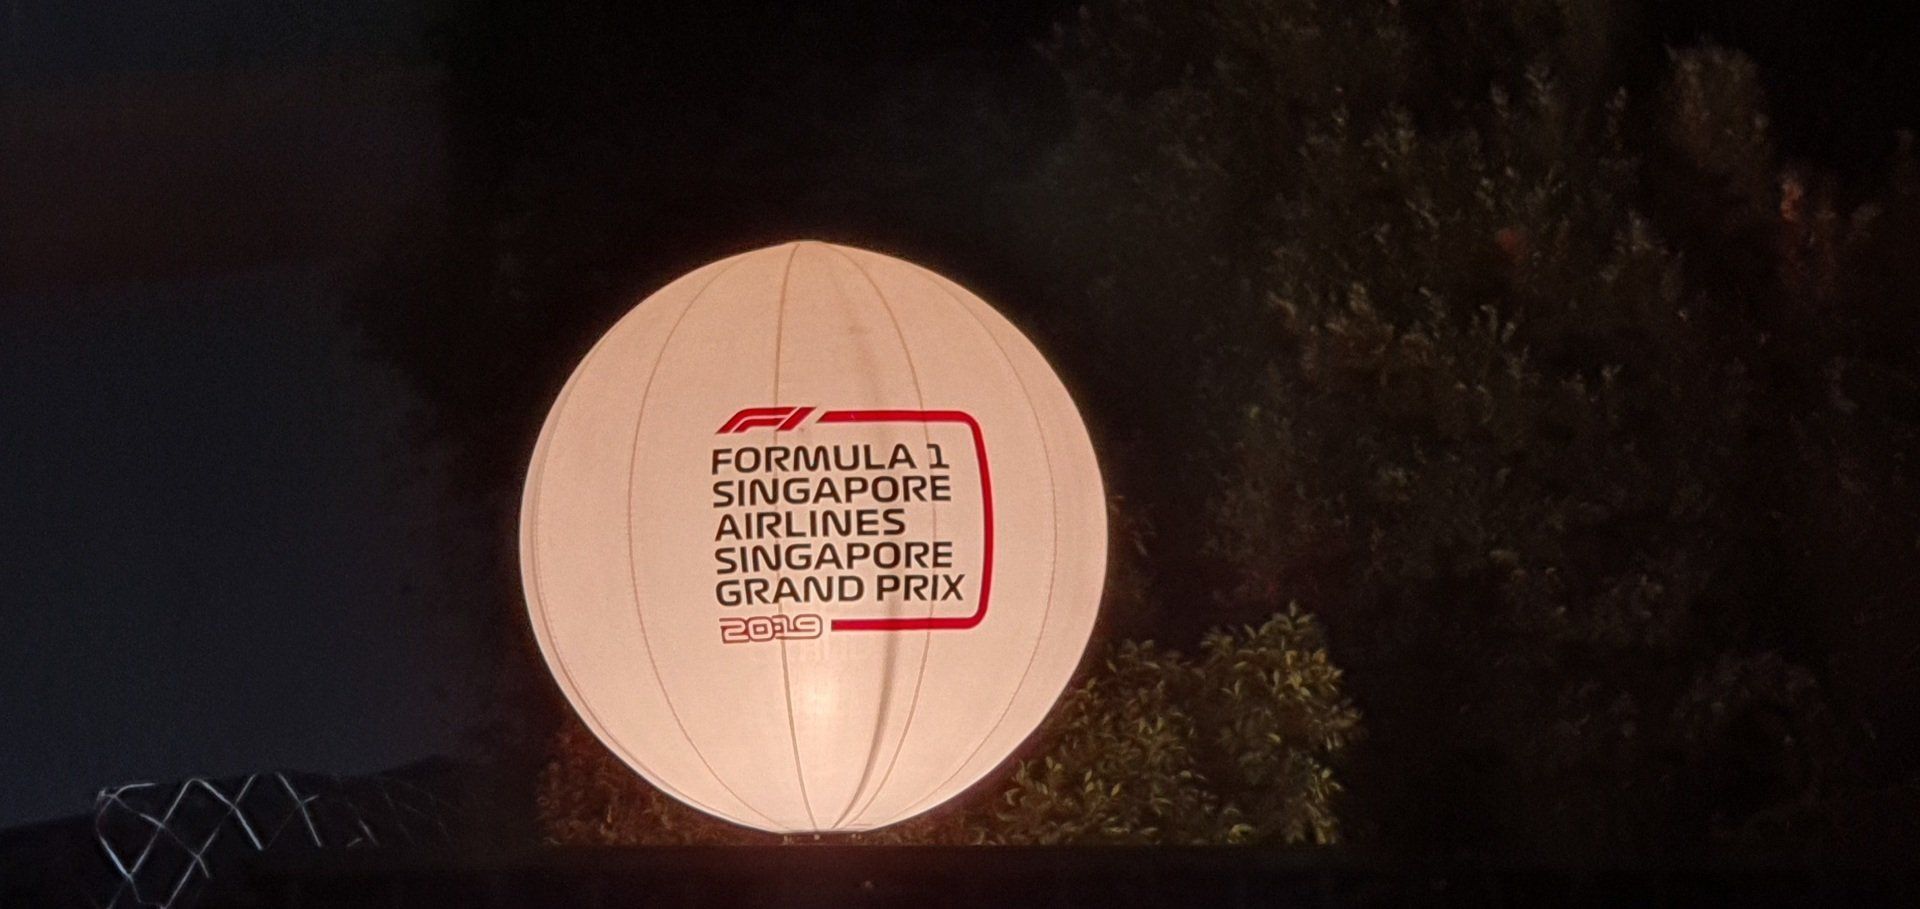 F1
FORMULA 1
SINGAPORE
AIRLINES
SINGAPORE
GRAND PRIX
2019